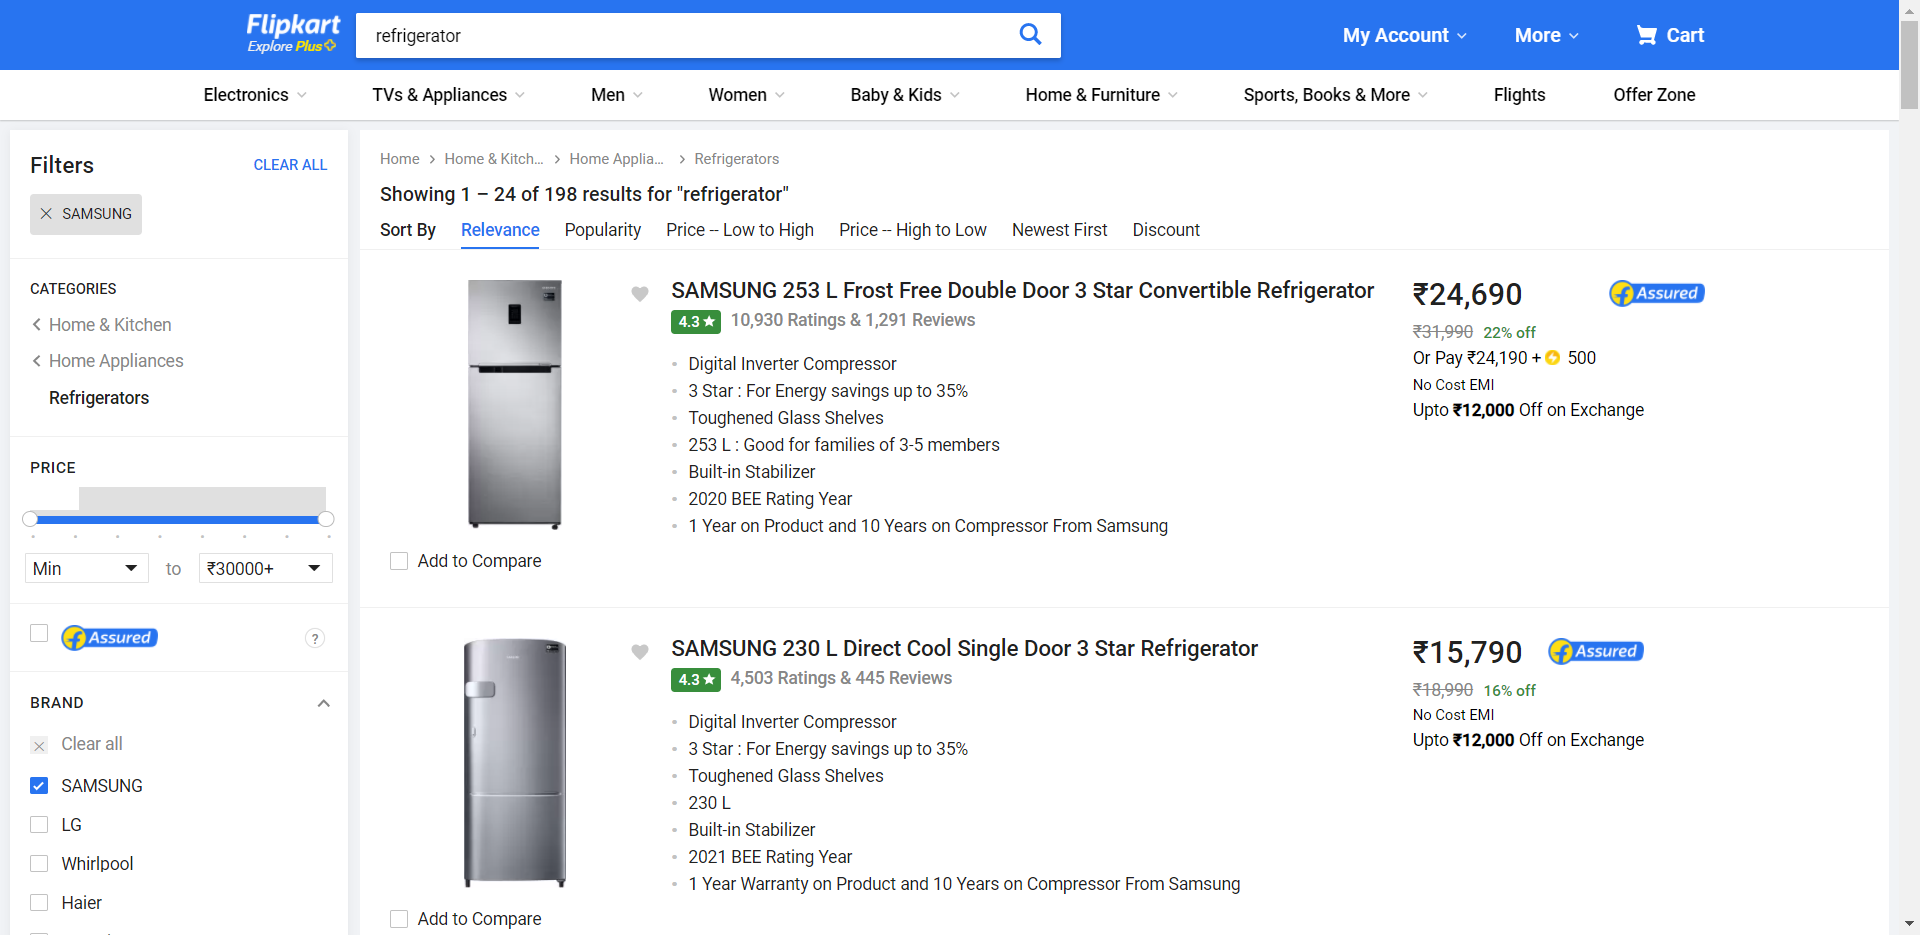 Flipkart
Explore Plus
refrigerator
My Account
More
Cart
Electronics
TVs & Appliances
Men
Women
Baby & Kids
Home & Furniture
Sports, Books & More
Flights
Offer Zone
Filters
CLEAR ALL
SAMSUNG
CATEGORIES
Home & Kitchen
Home Appliances
Refrigerators
PRICE
Min to ₹30000+
Assured
?
BRAND
Clear all
SAMSUNG
LG
Whirlpool
Haier
Home > Home & Kitch... > Home Applia... > Refrigerators
Showing 1 – 24 of 198 results for "refrigerator"
Sort By Relevance Popularity Price -- Low to High Price -- High to Low Newest First Discount
SAMSUNG 253 L Frost Free Double Door 3 Star Convertible Refrigerator
4.3 ★ 10,930 Ratings & 1,291 Reviews
Digital Inverter Compressor
3 Star : For Energy savings up to 35%
Toughened Glass Shelves
253 L : Good for families of 3-5 members
Built-in Stabilizer
2020 BEE Rating Year
1 Year on Product and 10 Years on Compressor From Samsung
Add to Compare
₹24,690
Assured
₹31,990 22% off
Or Pay ₹24,190 + 500
No Cost EMI
Upto ₹12,000 Off on Exchange
SAMSUNG 230 L Direct Cool Single Door 3 Star Refrigerator
4.3 ★ 4,503 Ratings & 445 Reviews
Digital Inverter Compressor
3 Star : For Energy savings up to 35%
Toughened Glass Shelves
230 L
Built-in Stabilizer
2021 BEE Rating Year
1 Year Warranty on Product and 10 Years on Compressor From Samsung
Add to Compare
₹15,790
Assured
₹18,990 16% off
No Cost EMI
Upto ₹12,000 Off on Exchange